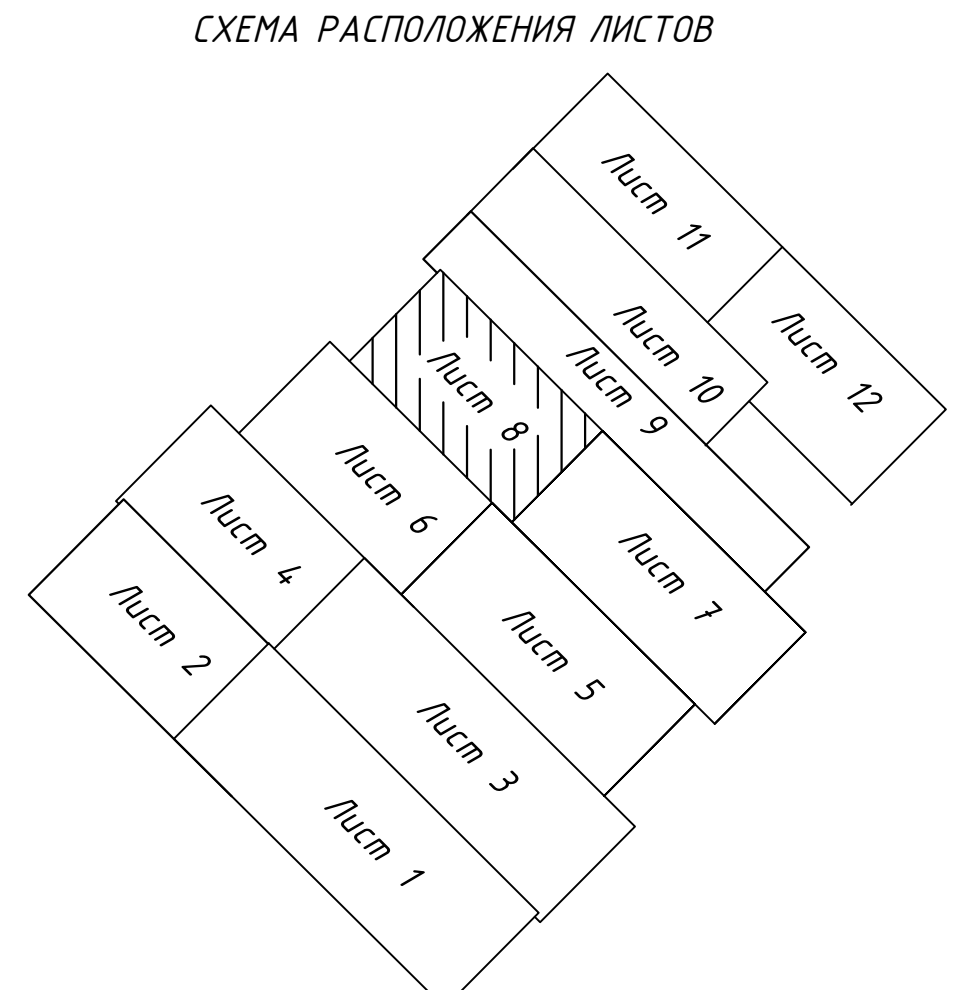 СХЕМА РАСПОЛОЖЕНИЯ ЛИСТОВ
Лист 11
Лист 12
Лист 10
Лист 9
Лист 8
Лист 7
Лист 6
Лист 5
Лист 4
Лист 3
Лист 2
Лист 1